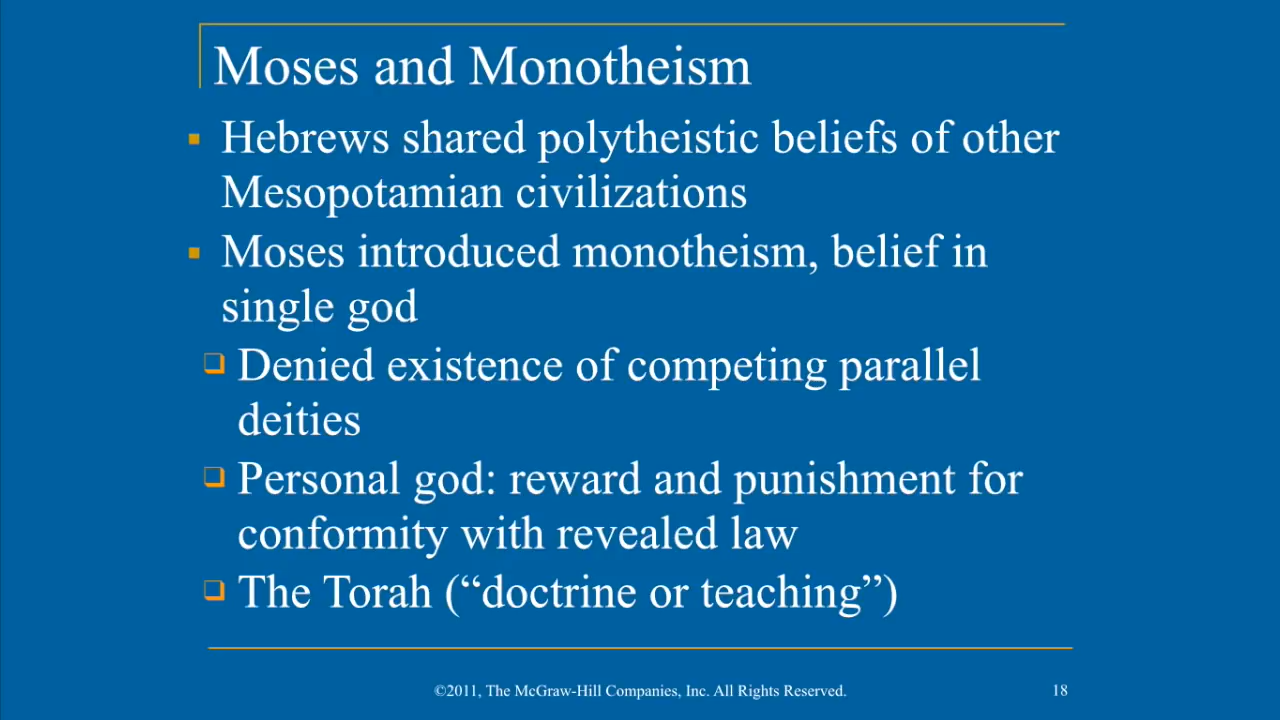 Moses and Monotheism
▪ Hebrews shared polytheistic beliefs of other
Mesopotamian civilizations
▪ Moses introduced monotheism, belief in
single god
❑ Denied existence of competing parallel
deities
❑ Personal god: reward and punishment for
conformity with revealed law
❑ The Torah (“doctrine or teaching”)
©2011, The McGraw-Hill Companies, Inc. All Rights Reserved.
18